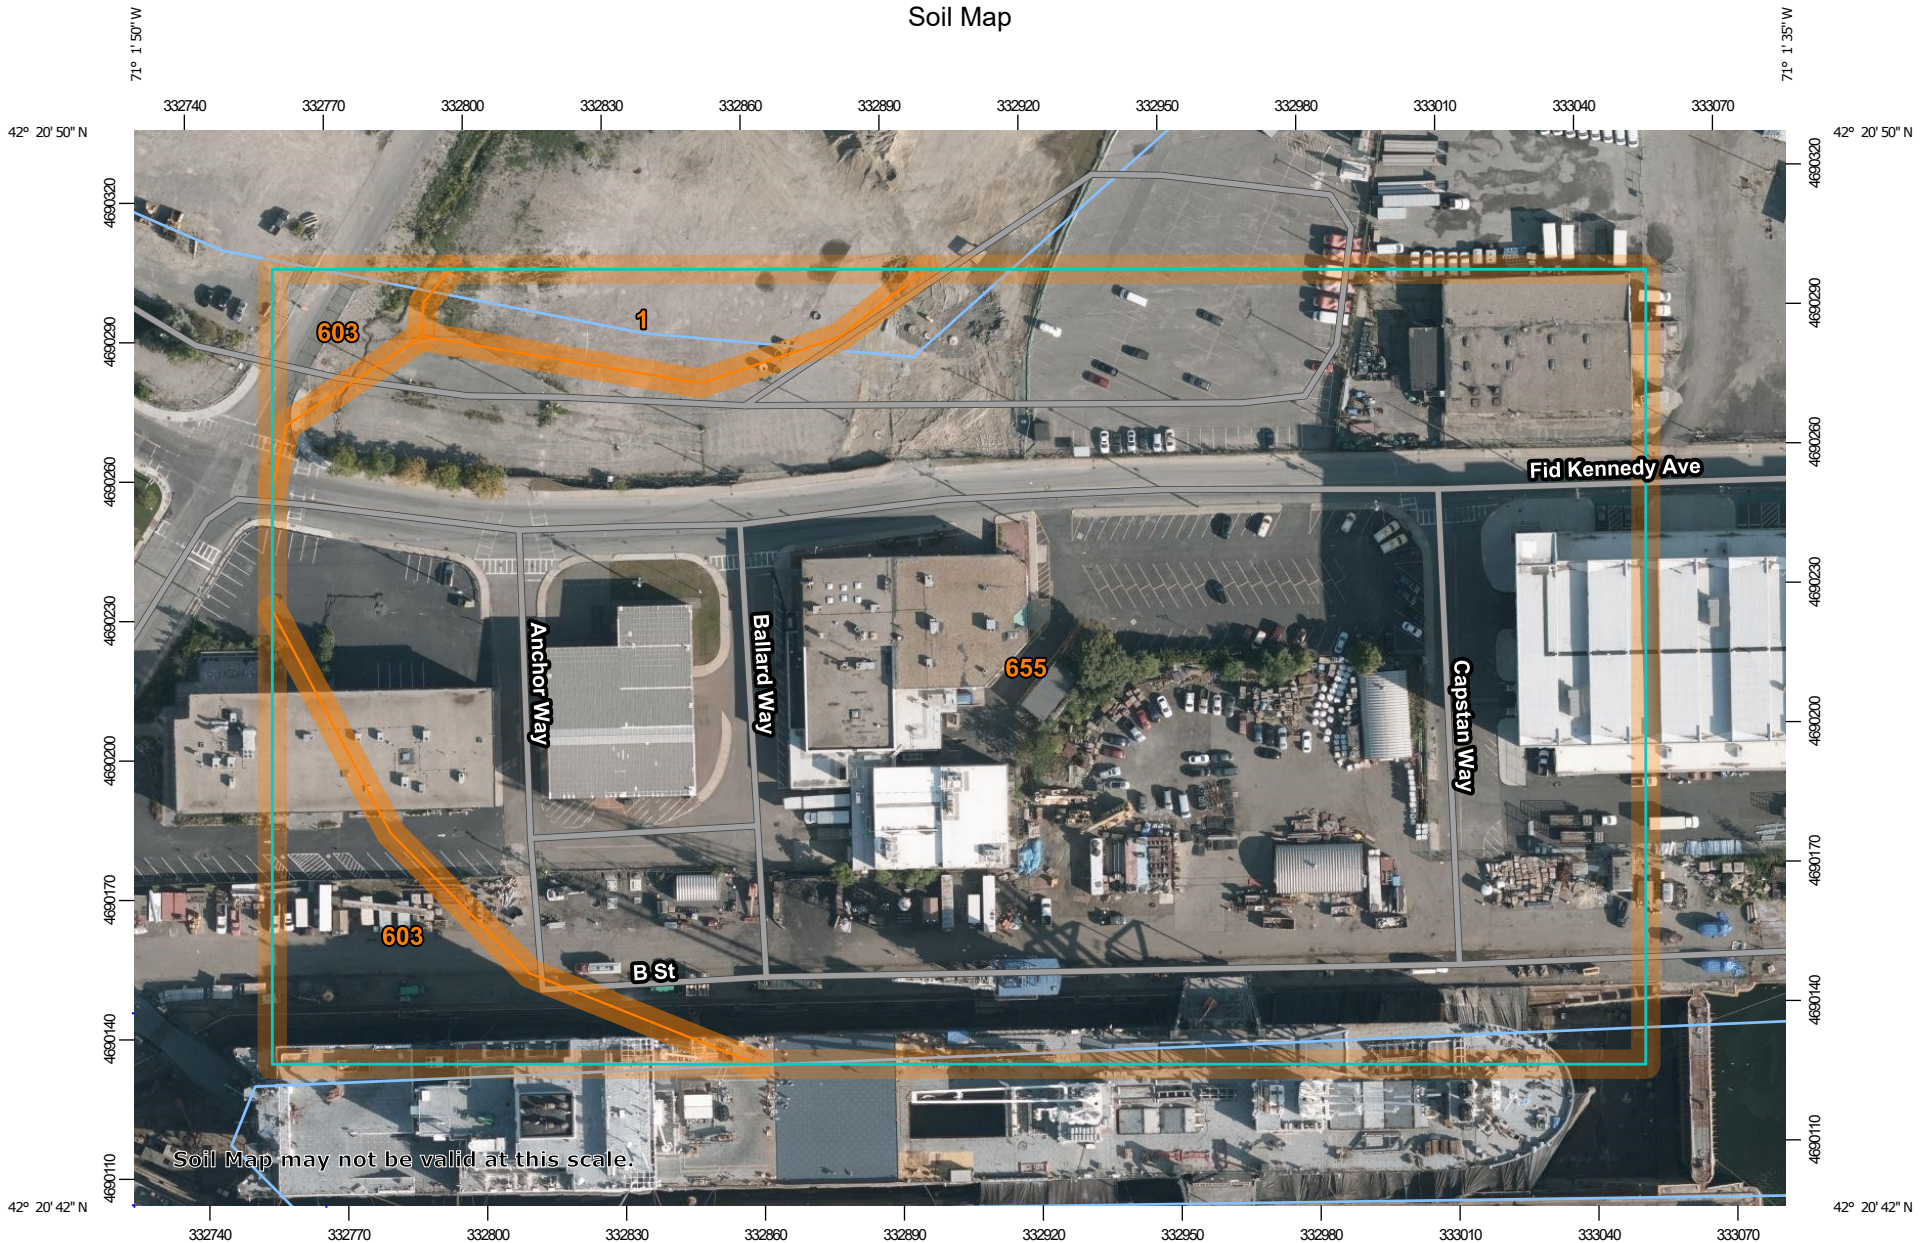 Soil Map
71° 1' 50'' W
71° 1' 35'' W
332740 332770 332800 332830 332860 332890 332920 332950 332980 333010 333040 333070
42° 20' 50'' N
42° 20' 50'' N
4690320
4690320
603
1
4690290
4690290
4690260
4690260
Fid Kennedy Ave
4690230
4690230
Anchor Way
Ballard Way
655
Capstan Way
4690200
4690200
4690170
4690170
603
B St
4690140
4690140
4690110
4690110
Soil Map may not be valid at this scale.
42° 20' 42'' N
42° 20' 42'' N
332740 332770 332800 332830 332860 332890 332920 332950 332980 333010 333040 333070